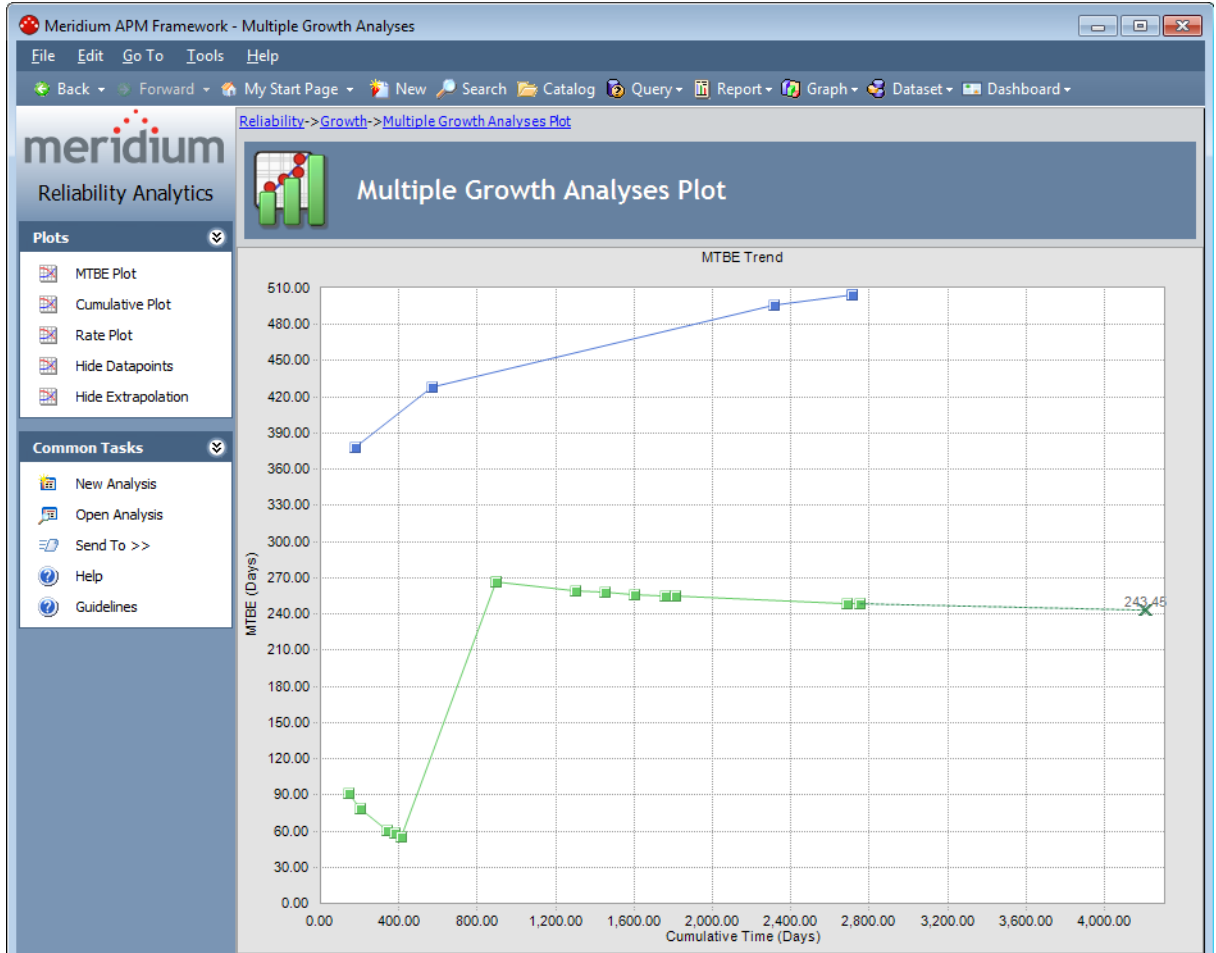 Meridium APM Framework - Multiple Growth Analyses
File Edit Go To Tools Help
Back Forward My Start Page New Search Catalog Query Report Graph Dataset Dashboard
meridium
Reliability Analytics
Plots
MTBE Plot
Cumulative Plot
Rate Plot
Hide Datapoints
Hide Extrapolation
Common Tasks
New Analysis
Open Analysis
Send To >>
Help
Guidelines
Reliability->Growth->Multiple Growth Analyses Plot
Multiple Growth Analyses Plot
MTBE Trend
510.00
480.00
450.00
420.00
390.00
360.00
330.00
300.00
270.00
240.00
210.00
180.00
150.00
120.00
90.00
60.00
30.00
0.00
MTBE (Days)
243.45
0.00 400.00 800.00 1,200.00 1,600.00 2,000.00 2,400.00 2,800.00 3,200.00 3,600.00 4,000.00
Cumulative Time (Days)